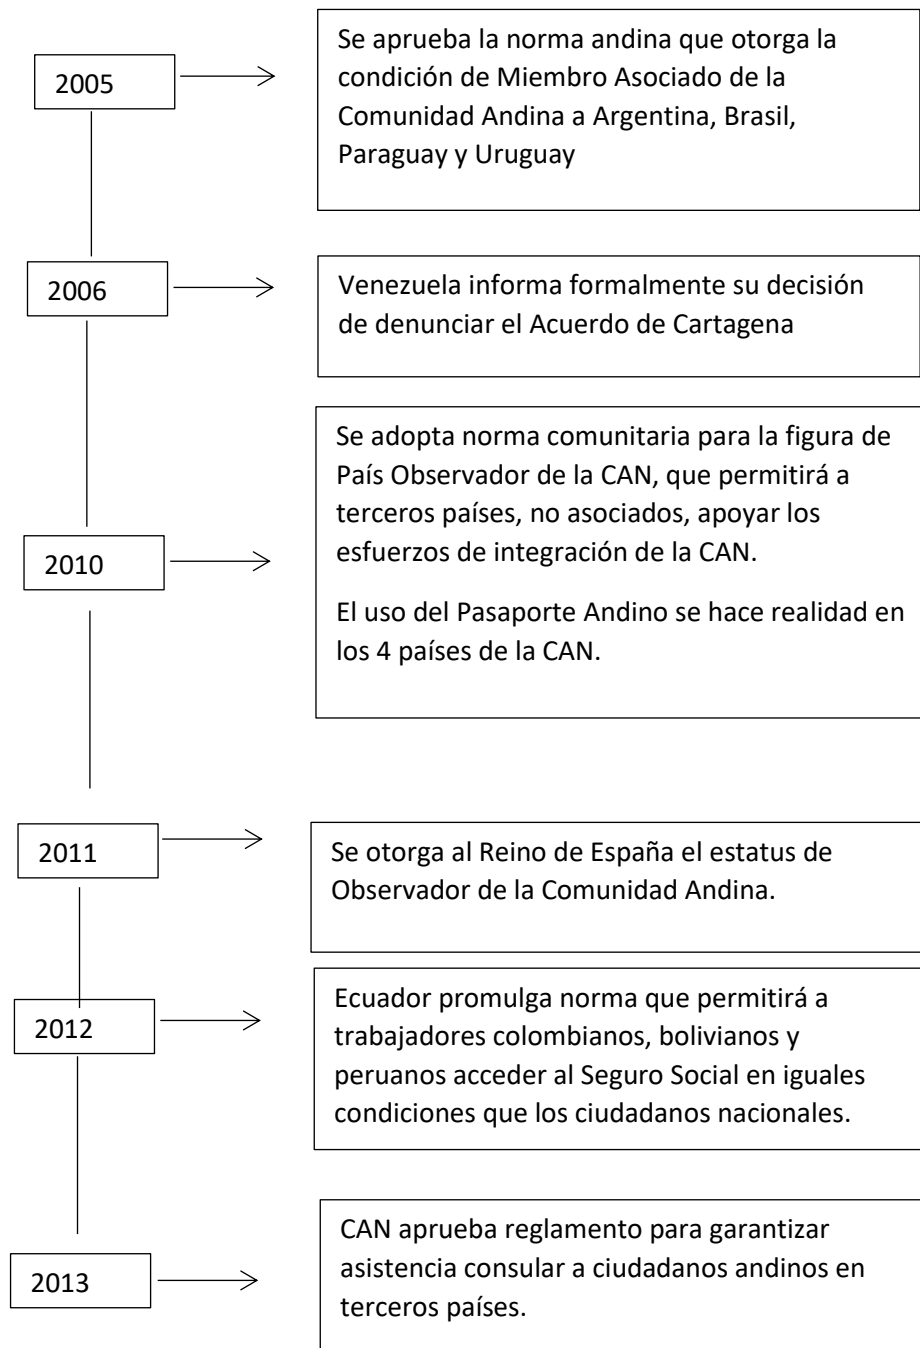 2005
Se aprueba la norma andina que otorga la
condición de Miembro Asociado de la
Comunidad Andina a Argentina, Brasil,
Paraguay y Uruguay
2006
Venezuela informa formalmente su decisión
de denunciar el Acuerdo de Cartagena
2010
Se adopta norma comunitaria para la figura de
País Observador de la CAN, que permitirá a
terceros países, no asociados, apoyar los
esfuerzos de integración de la CAN.
El uso del Pasaporte Andino se hace realidad en
los 4 países de la CAN.
2011
Se otorga al Reino de España el estatus de
Observador de la Comunidad Andina.
2012
Ecuador promulga norma que permitirá a
trabajadores colombianos, bolivianos y
peruanos acceder al Seguro Social en iguales
condiciones que los ciudadanos nacionales.
2013
CAN aprueba reglamento para garantizar
asistencia consular a ciudadanos andinos en
terceros países.